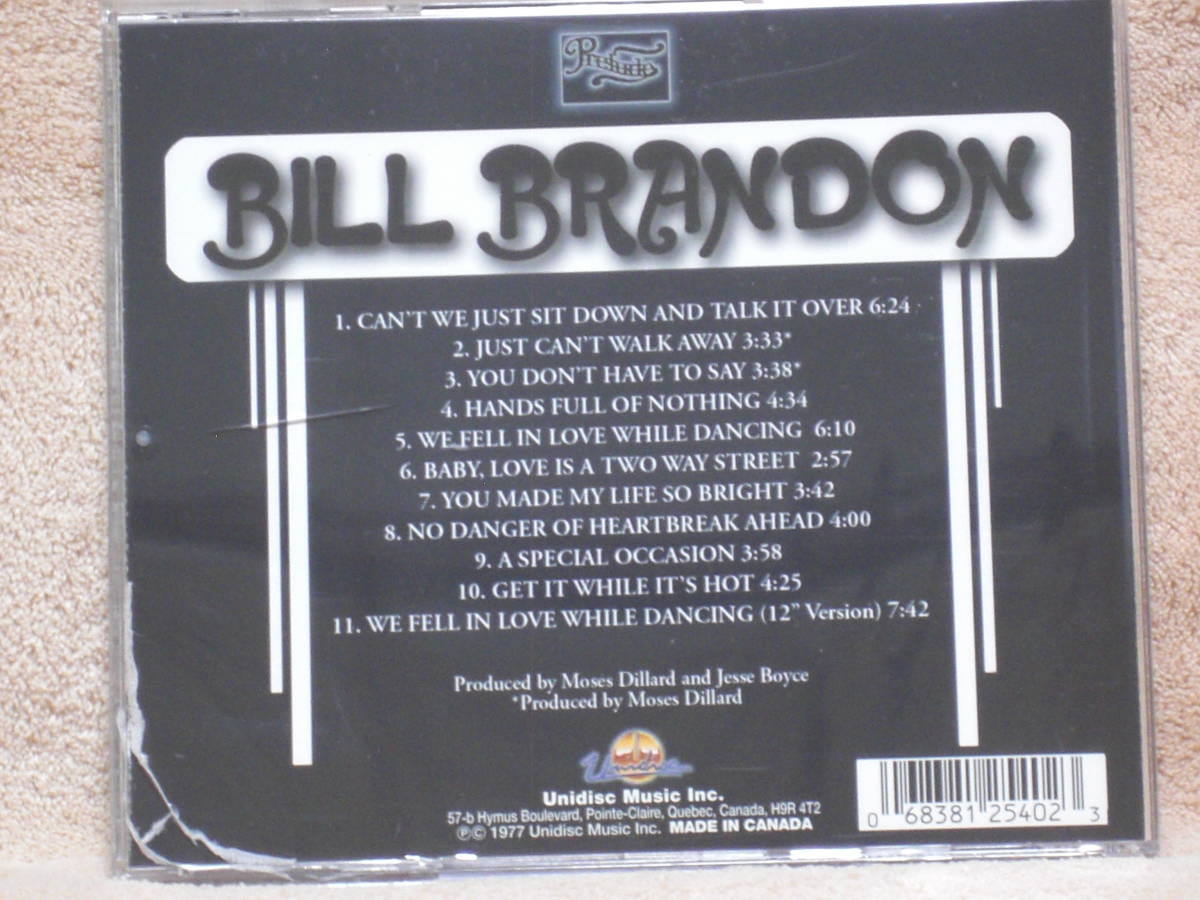 Prelude
BILL BRANDON
1. CAN'T WE JUST SIT DOWN AND TALK IT OVER 6:24
2. JUST CAN'T WALK AWAY 3:33*
3. YOU DON'T HAVE TO SAY 3:38*
4. HANDS FULL OF NOTHING 4:34
5. WE FELL IN LOVE WHILE DANCING 6:10
6. BABY, LOVE IS A TWO WAY STREET 2:57
7. YOU MADE MY LIFE SO BRIGHT 3:42
8. NO DANGER OF HEARTBREAK AHEAD 4:00
9. A SPECIAL OCCASION 3:58
10. GET IT WHILE IT'S HOT 4:25
11. WE FELL IN LOVE WHILE DANCING (12” Version) 7:42
Produced by Moses Dillard and Jesse Boyce
*Produced by Moses Dillard
Unidisc
Unidisc Music Inc.
57-b Hymus Boulevard, Pointe-Claire, Quebec, Canada, H9R 4T2
℗© 1977 Unidisc Music Inc. MADE IN CANADA
0 68381 25402 3